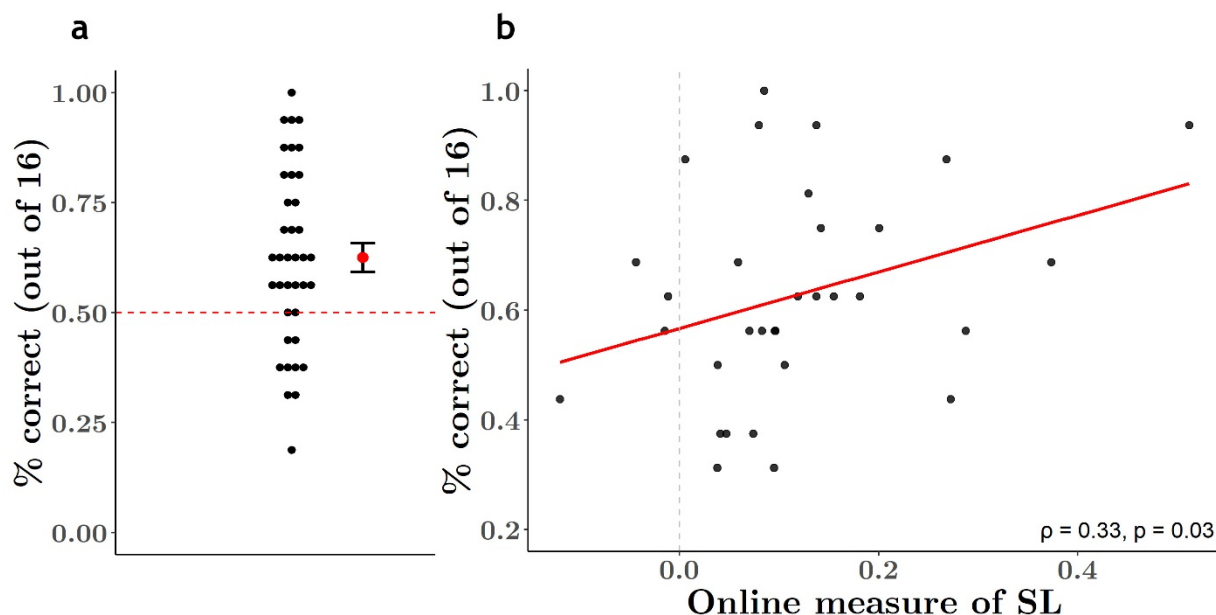 a
% correct (out of 16)
1.00
0.75
0.50
0.25
0.00
b
% correct (out of 16)
1.0
0.8
0.6
0.4
0.2
ρ = 0.33, p = 0.03
0.0
0.2
0.4
Online measure of SL